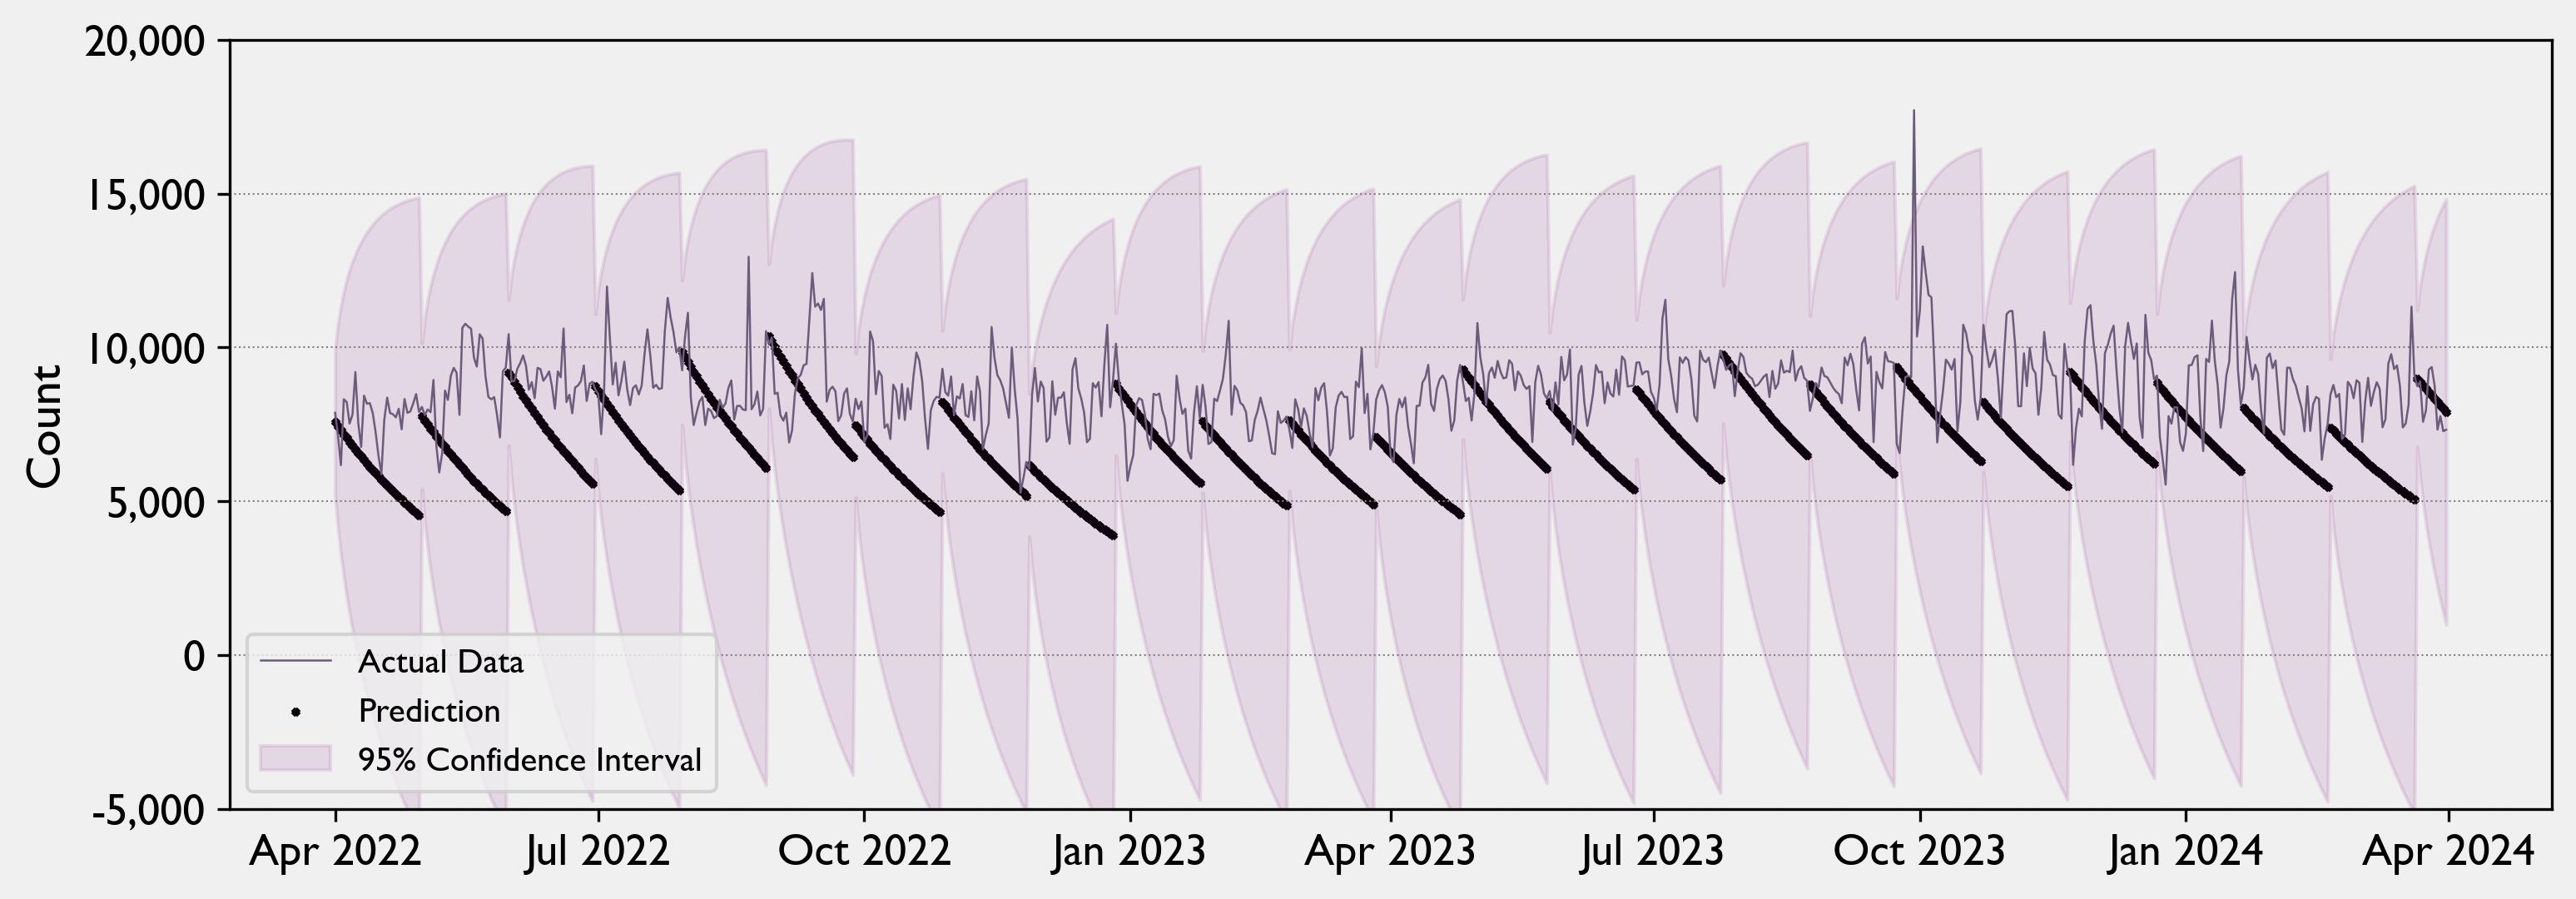 20,000
15,000
10,000
5,000
0
-5,000
Count
Actual Data
Prediction
95% Confidence Interval
Apr 2022 Jul 2022 Oct 2022 Jan 2023 Apr 2023 Jul 2023 Oct 2023 Jan 2024 Apr 2024